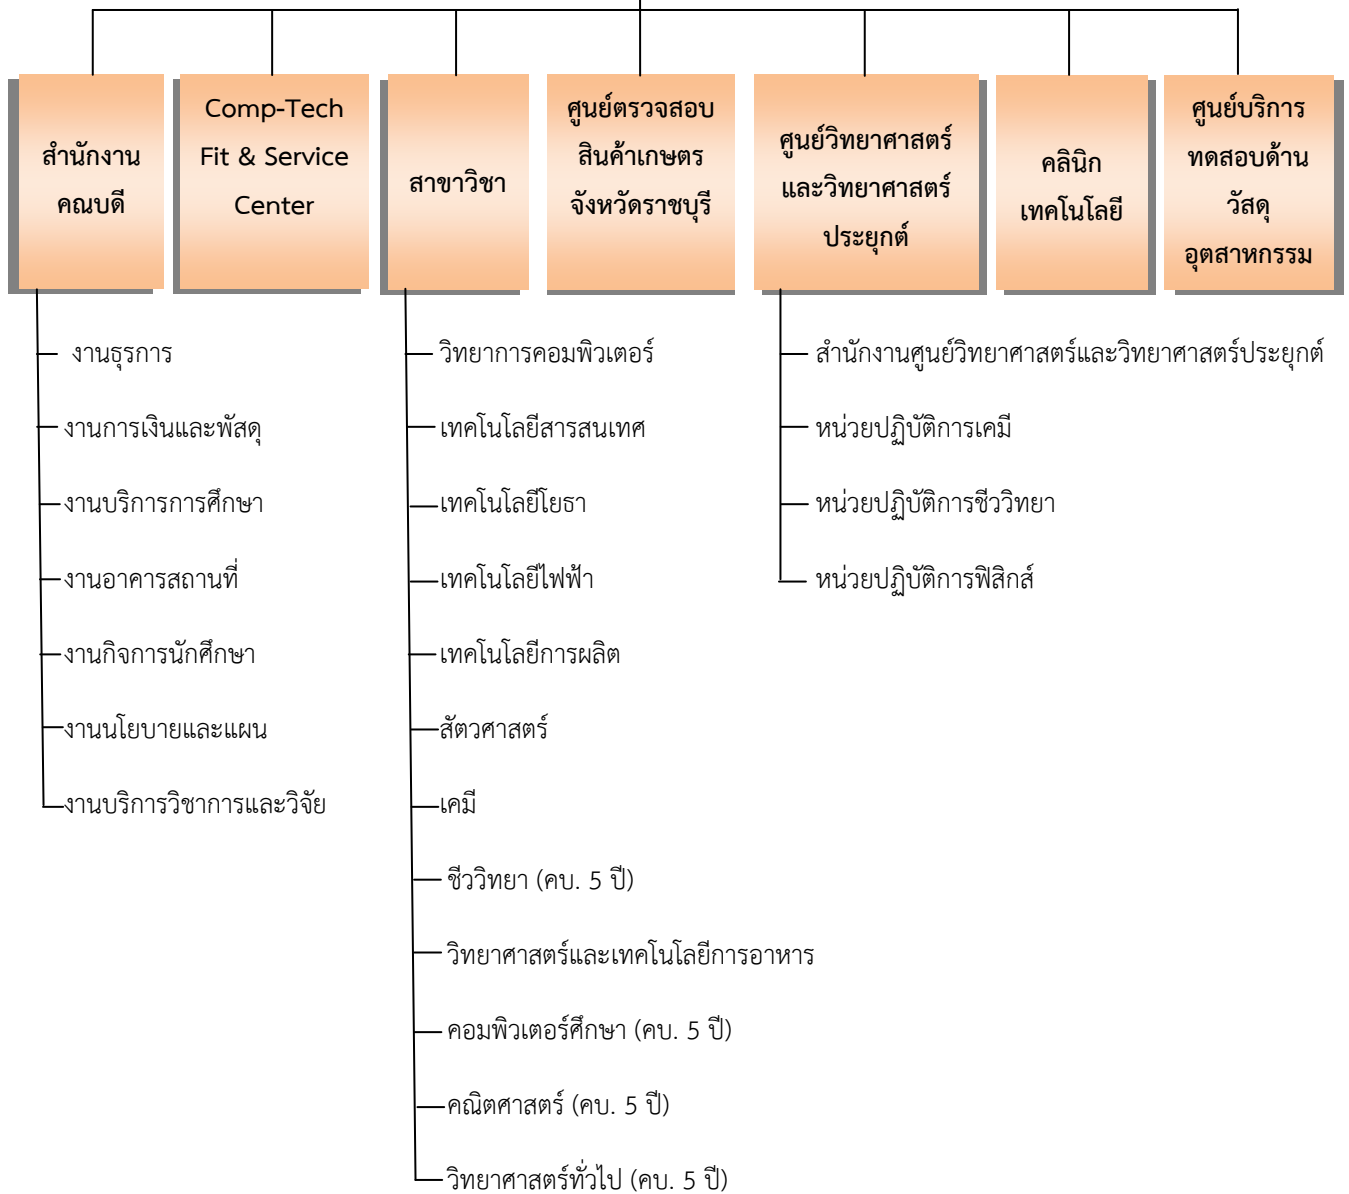 สำนักงาน
คณบดี
Comp-Tech
Fit & Service
Center
สาขาวิชา
ศูนย์ตรวจสอบ
สินค้าเกษตร
จังหวัดราชบุรี
ศูนย์วิทยาศาสตร์
และวิทยาศาสตร์
ประยุกต์
คลินิก
เทคโนโลยี
ศูนย์บริการ
ทดสอบด้าน
วัสดุ
อุตสาหกรรม
งานธุรการ
งานการเงินและพัสดุ
งานบริการการศึกษา
งานอาคารสถานที่
งานกิจการนักศึกษา
งานนโยบายและแผน
งานบริการวิชาการและวิจัย
วิทยาการคอมพิวเตอร์
เทคโนโลยีสารสนเทศ
เทคโนโลยีโยธา
เทคโนโลยีไฟฟ้า
เทคโนโลยีการผลิต
สัตวศาสตร์
เคมี
ชีววิทยา (คบ. 5 ปี)
วิทยาศาสตร์และเทคโนโลยีการอาหาร
คอมพิวเตอร์ศึกษา (คบ. 5 ปี)
คณิตศาสตร์ (คบ. 5 ปี)
วิทยาศาสตร์ทั่วไป (คบ. 5 ปี)
สำนักงานศูนย์วิทยาศาสตร์และวิทยาศาสตร์ประยุกต์
หน่วยปฏิบัติการเคมี
หน่วยปฏิบัติการชีววิทยา
หน่วยปฏิบัติการฟิสิกส์